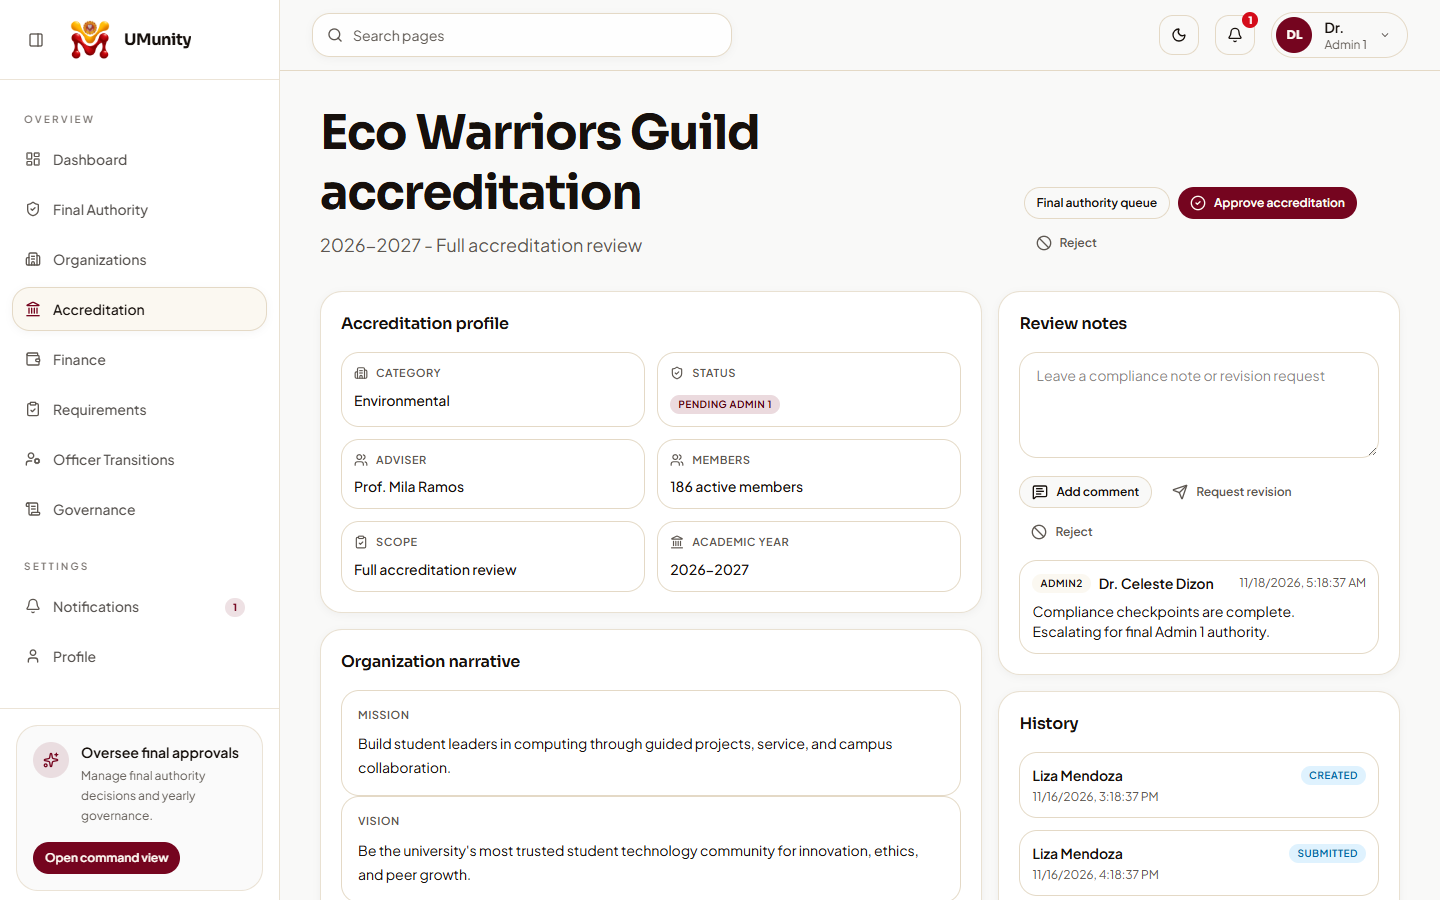 UMunity
Search pages
1
DL
Dr.
Admin 1
OVERVIEW
Dashboard
Final Authority
Organizations
Accreditation
Finance
Requirements
Officer Transitions
Governance
SETTINGS
Notifications
1
Profile
Oversee final approvals
Manage final authority
decisions and yearly
governance.
Open command view
Eco Warriors Guild
accreditation
2026–2027 - Full accreditation review
Final authority queue
Approve accreditation
Reject
Accreditation profile
CATEGORY
Environmental
STATUS
PENDING ADMIN 1
ADVISER
Prof. Mila Ramos
MEMBERS
186 active members
SCOPE
Full accreditation review
ACADEMIC YEAR
2026–2027
Organization narrative
MISSION
Build student leaders in computing through guided projects, service, and campus
collaboration.
VISION
Be the university's most trusted student technology community for innovation, ethics,
and peer growth.
Review notes
Leave a compliance note or revision request
Add comment
Request revision
Reject
ADMIN2
Dr. Celeste Dizon
11/18/2026, 5:18:37 AM
Compliance checkpoints are complete.
Escalating for final Admin 1 authority.
History
Liza Mendoza
CREATED
11/16/2026, 3:18:37 PM
Liza Mendoza
SUBMITTED
11/16/2026, 4:18:37 PM